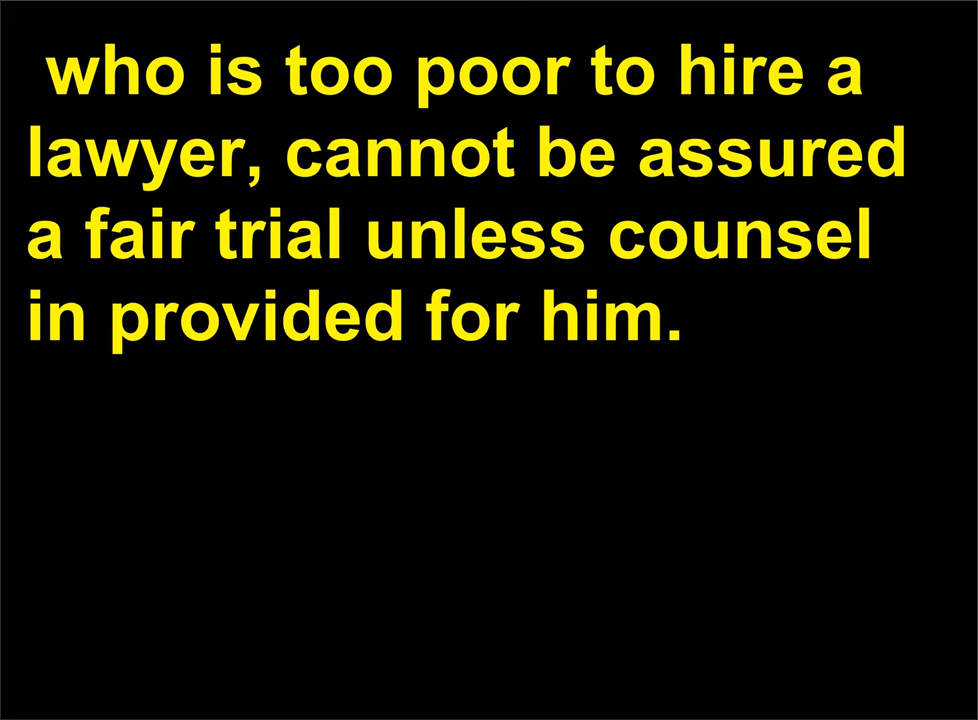 who is too poor to hire a
lawyer, cannot be assured
a fair trial unless counsel
in provided for him.